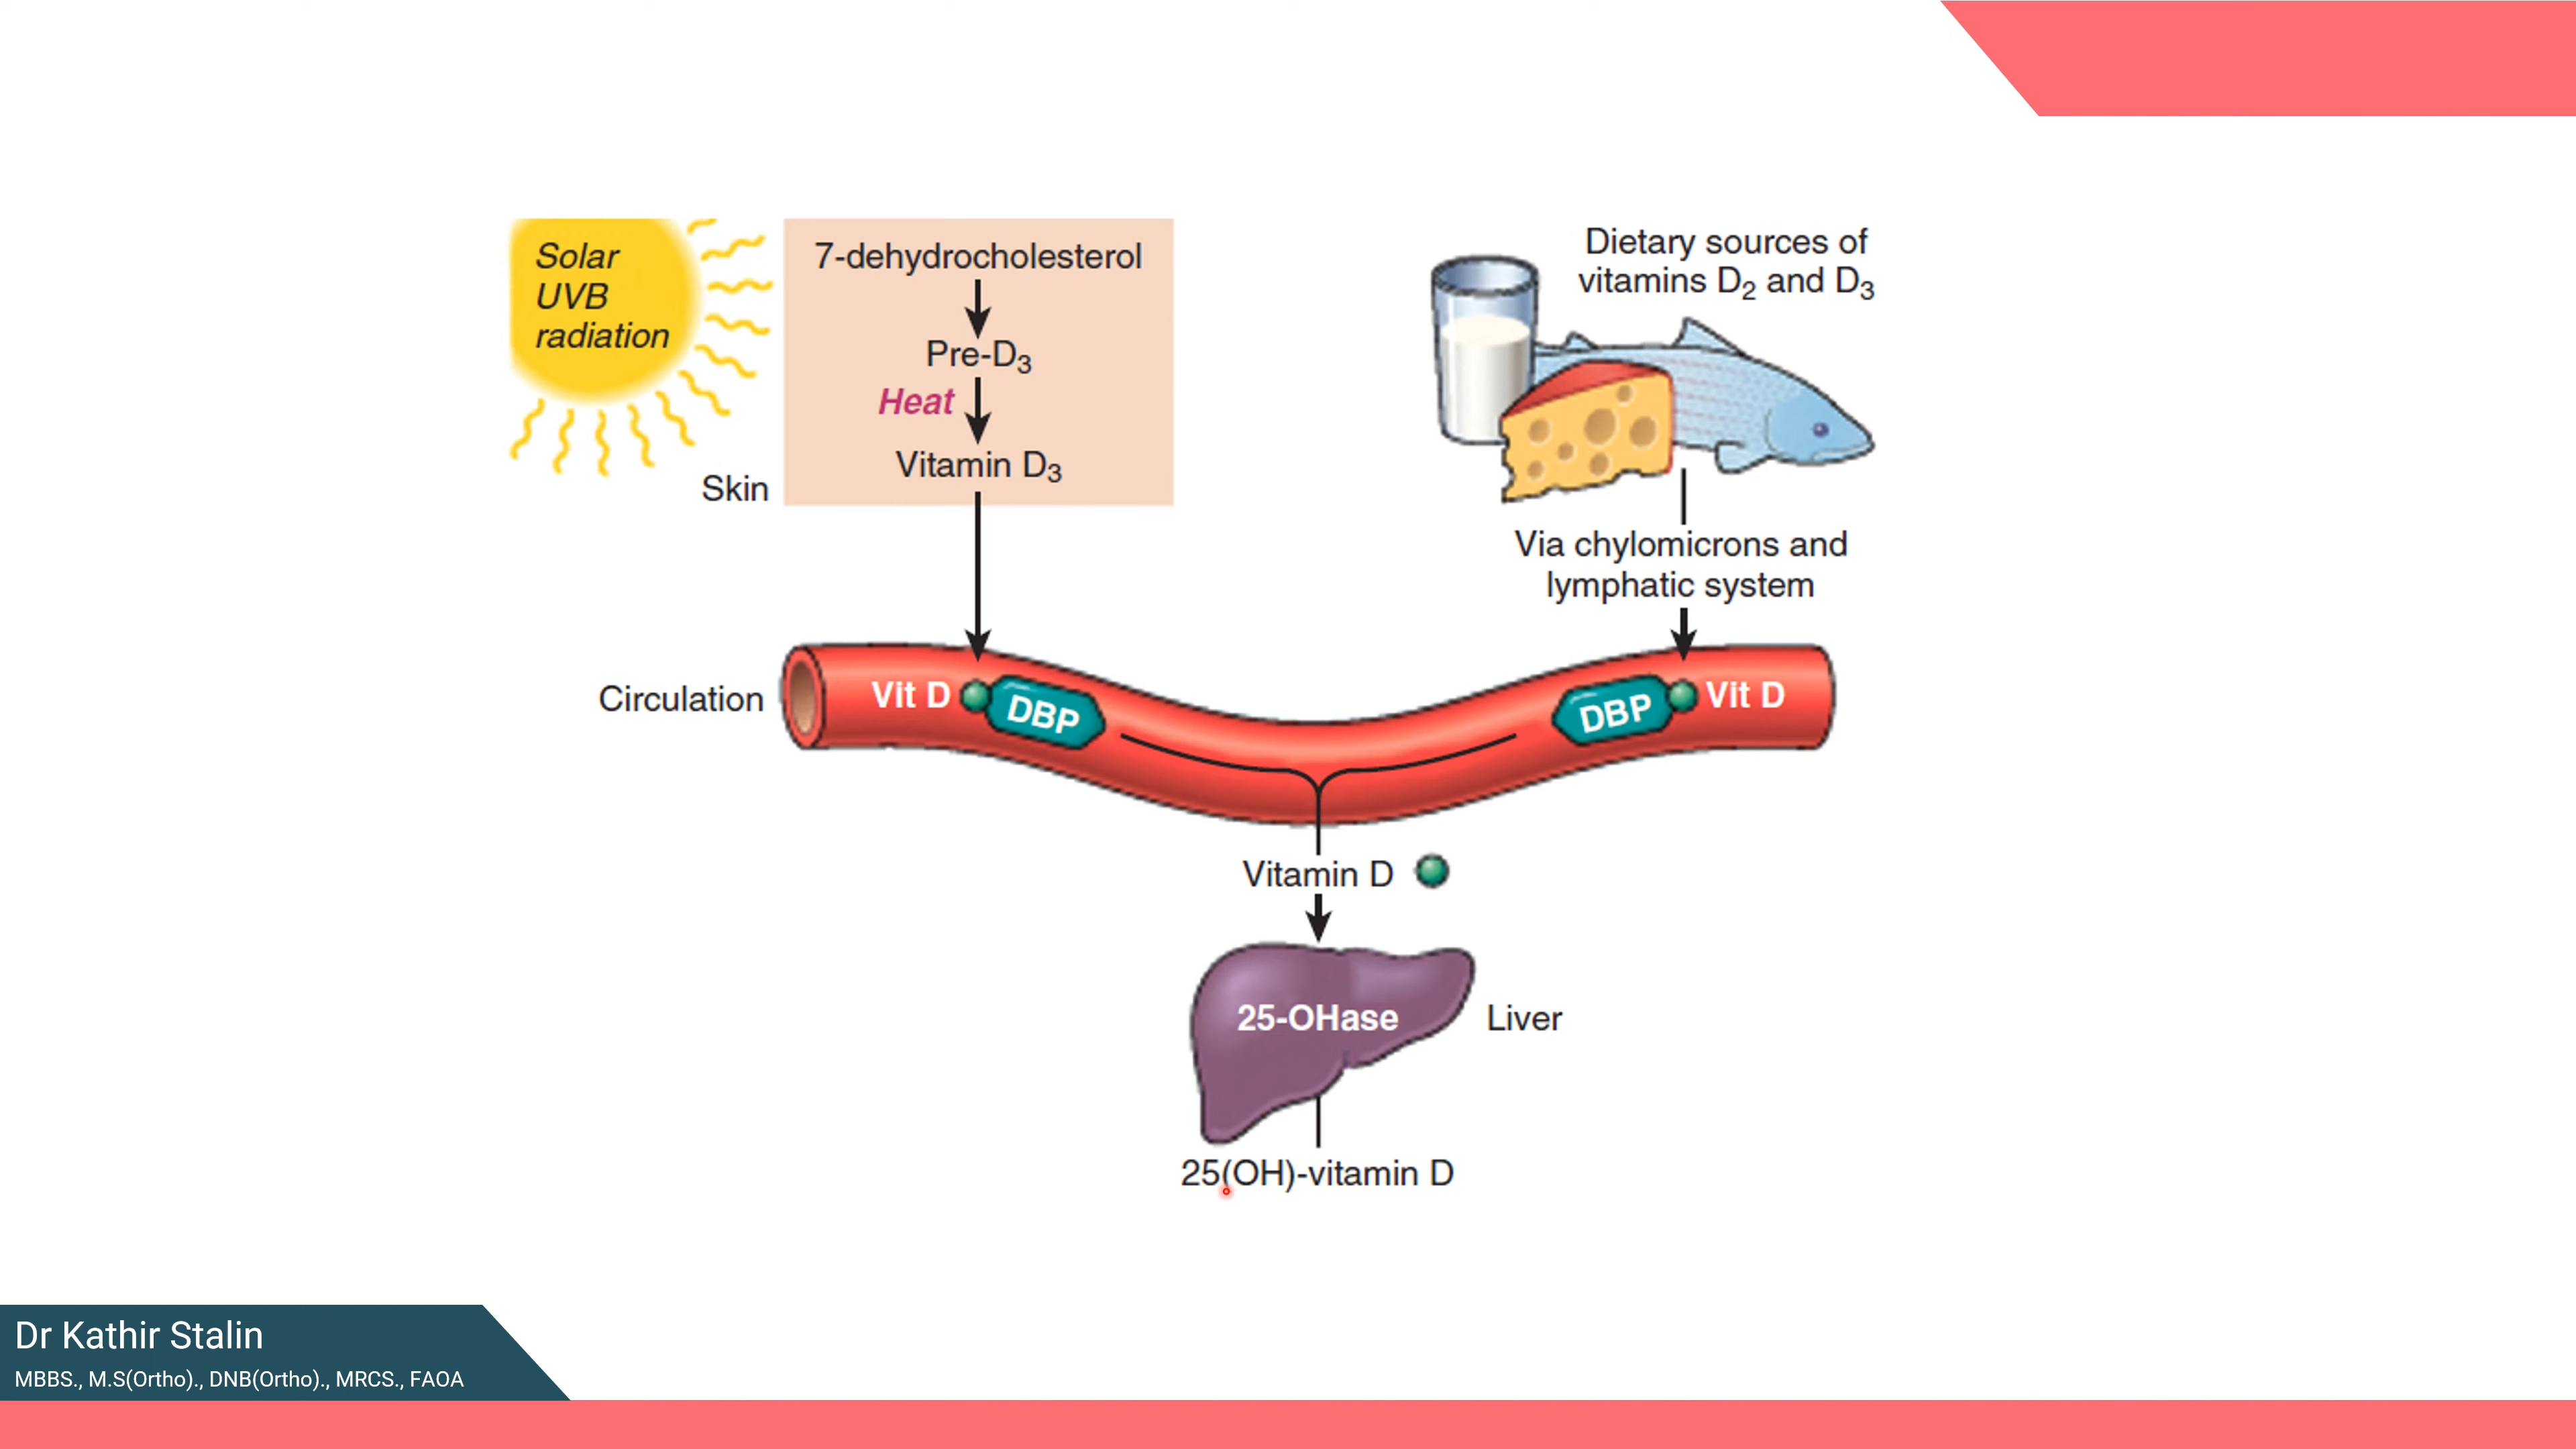 Solar
UVB
radiation
7-dehydrocholesterol
Pre-D₃
Heat
Vitamin D₃
Skin
Dietary sources of
vitamins D₂ and D₃
Via chylomicrons and
lymphatic system
Circulation
Vit D
DBP
DBP
Vit D
Vitamin D
25-OHase
Liver
25(OH)-vitamin D
Dr Kathir Stalin
MBBS., M.S(Ortho)., DNB(Ortho)., MRCS., FAOA